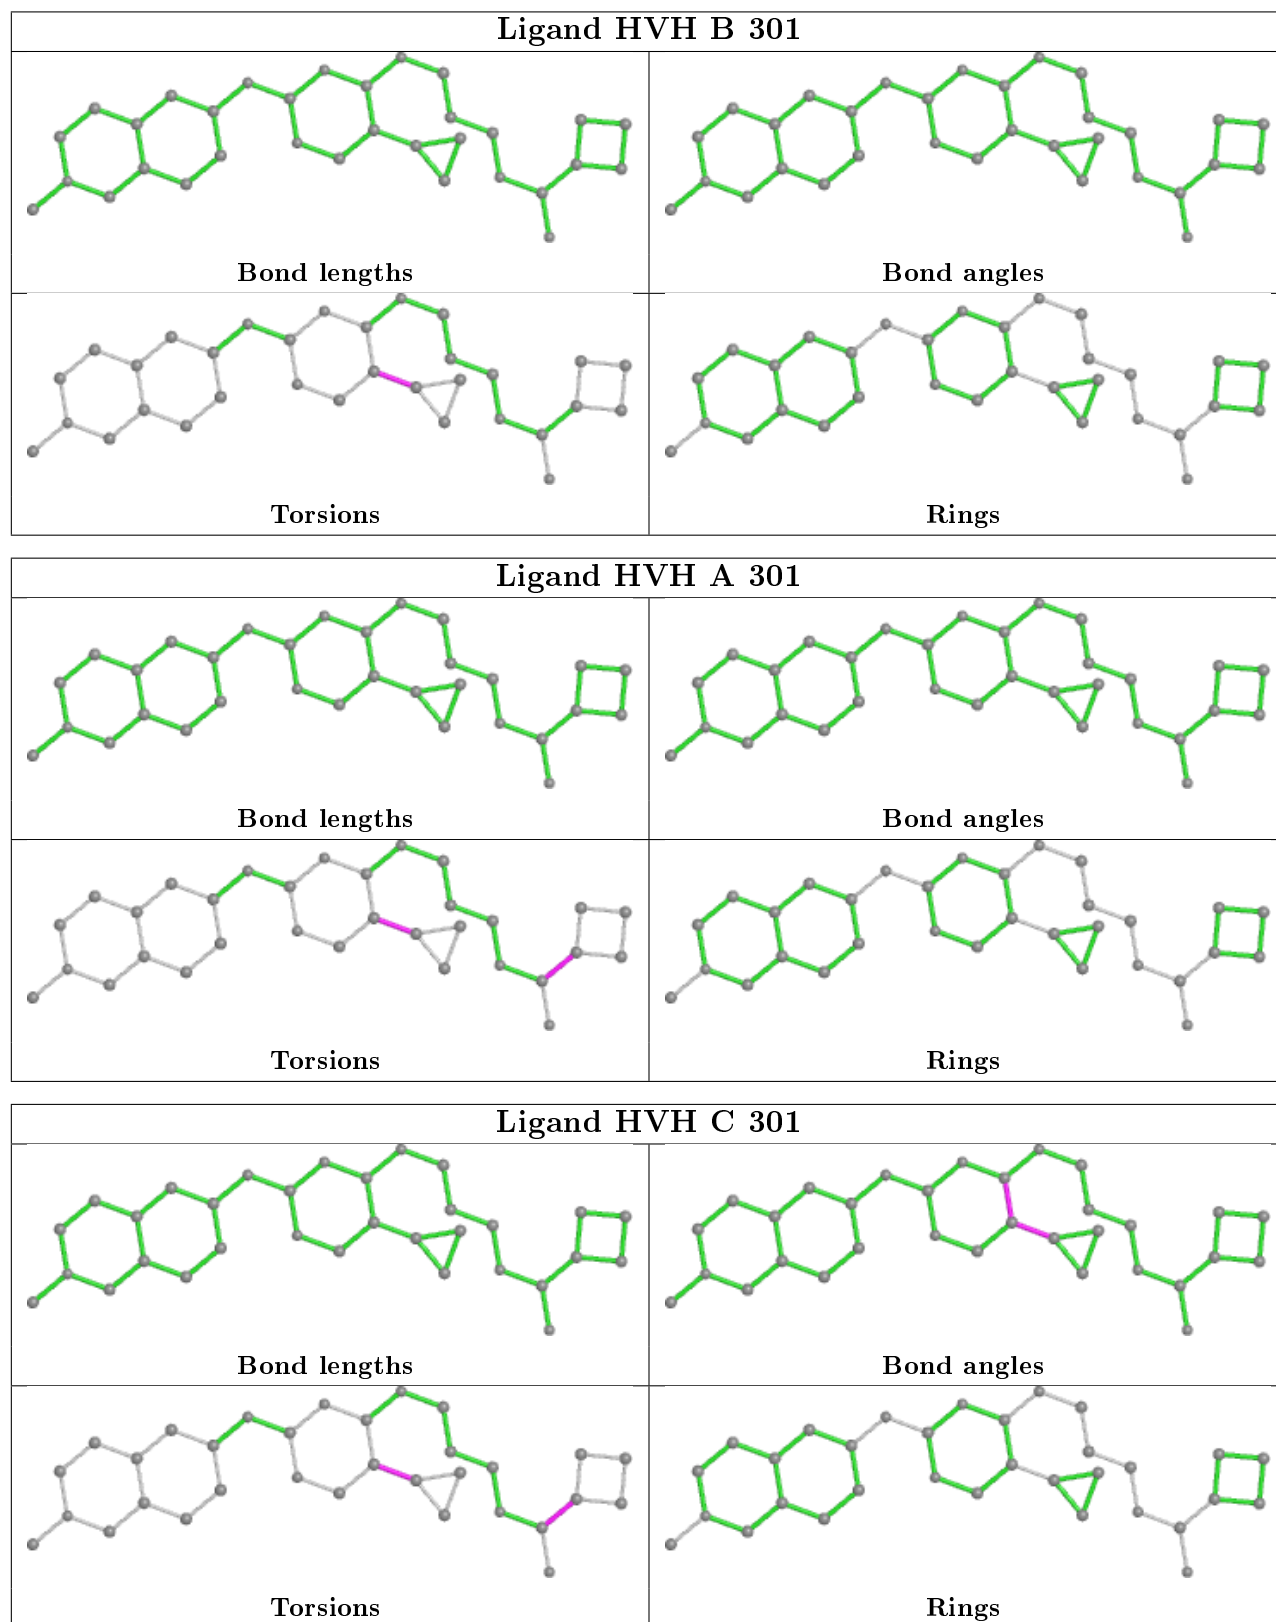 Ligand HVH B 301
Bond lengths
Bond angles
Torsions
Rings
Ligand HVH A 301
Bond lengths
Bond angles
Torsions
Rings
Ligand HVH C 301
Bond lengths
Bond angles
Torsions
Rings